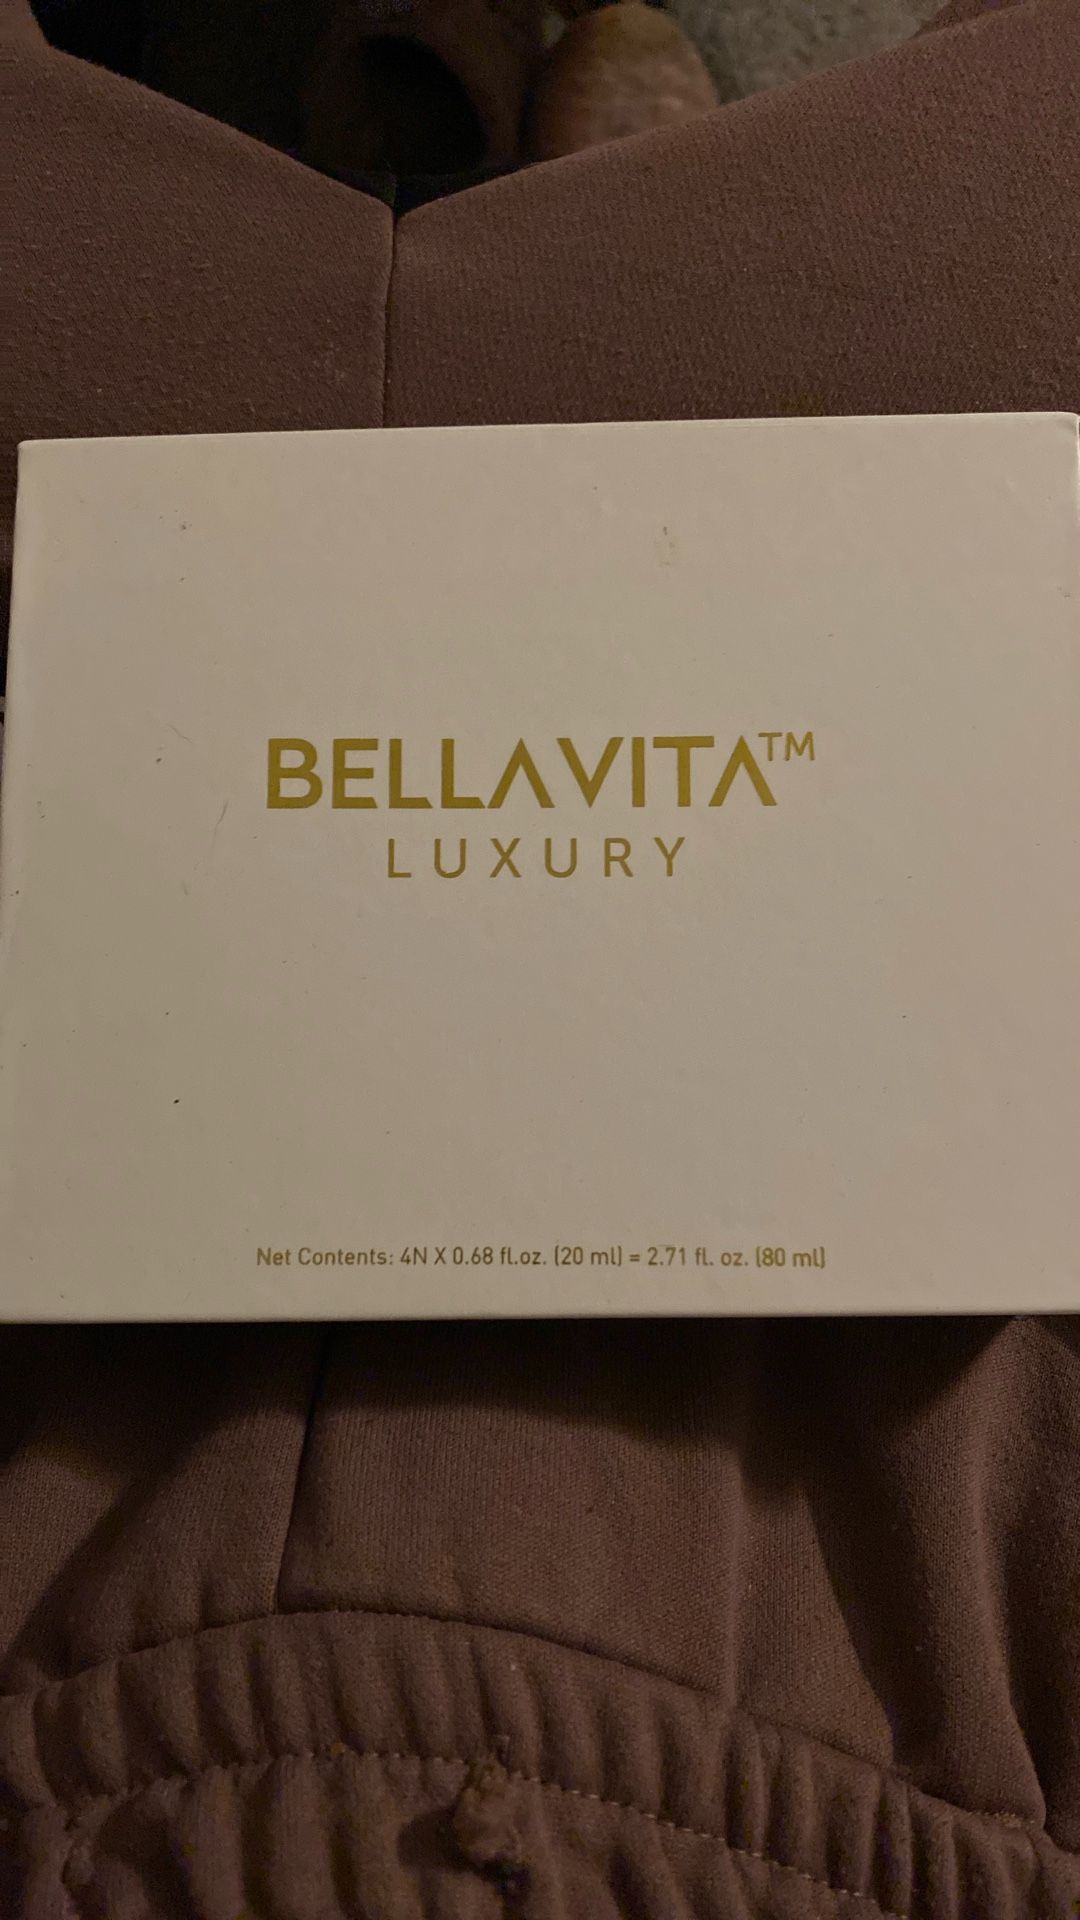 BELLAVITA™
LUXURY
Net Contents: 4N X 0.68 fl.oz. (20 ml) = 2.71 fl. oz. (80 ml)